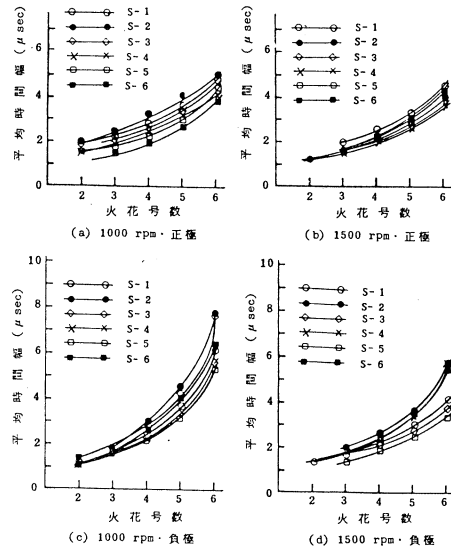 平均時間幅 (μsec)
6
4
2
0
S-1
S-2
S-3
S-4
S-5
S-6
2 3 4 5 6
火花号数
(a) 1000 rpm・正極
平均時間幅 (μsec)
6
4
2
0
S-1
S-2
S-3
S-4
S-5
S-6
2 3 4 5 6
火花号数
(b) 1500 rpm・正極
平均時間幅 (μsec)
10
8
6
4
2
0
S-1
S-2
S-3
S-4
S-5
S-6
2 3 4 5 6
火花号数
(c) 1000 rpm・負極
平均時間幅 (μsec)
10
8
6
4
2
0
S-1
S-2
S-3
S-4
S-5
S-6
2 3 4 5 6
火花号数
(d) 1500 rpm・負極